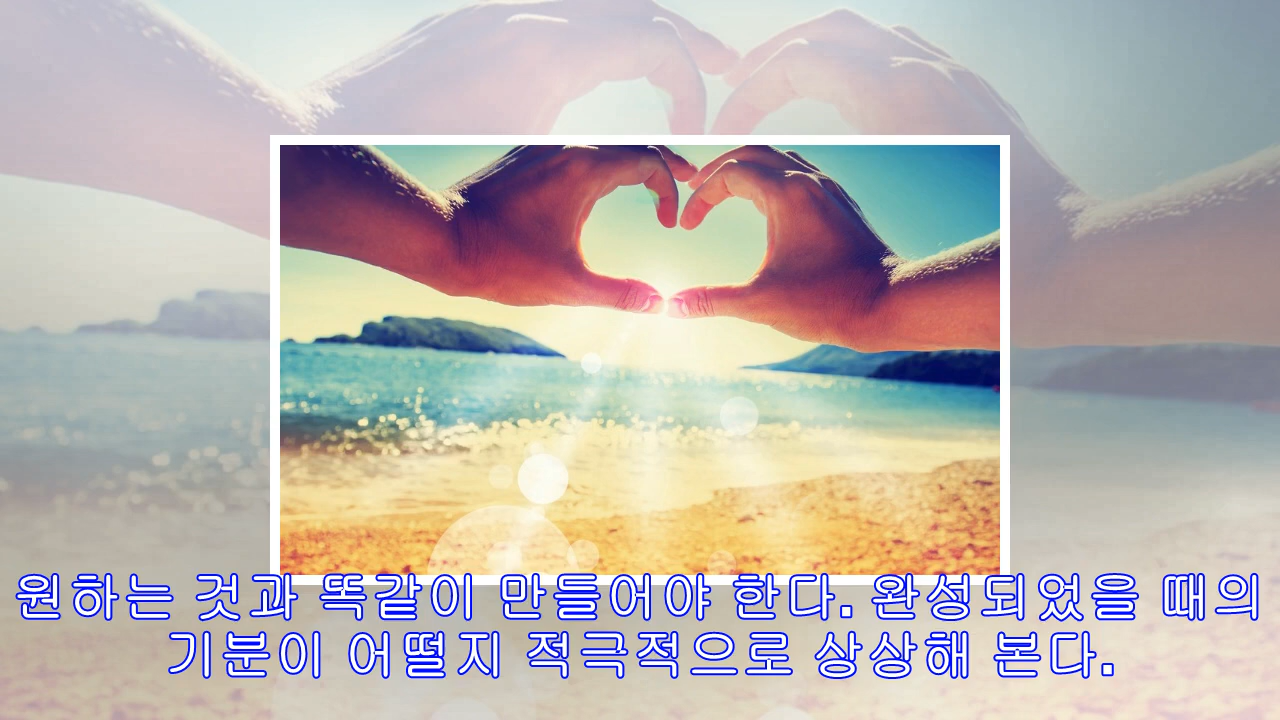 원하는 것과 똑같이 만들어야 한다. 완성되었을 때의
기분이 어떨지 적극적으로 상상해 본다.